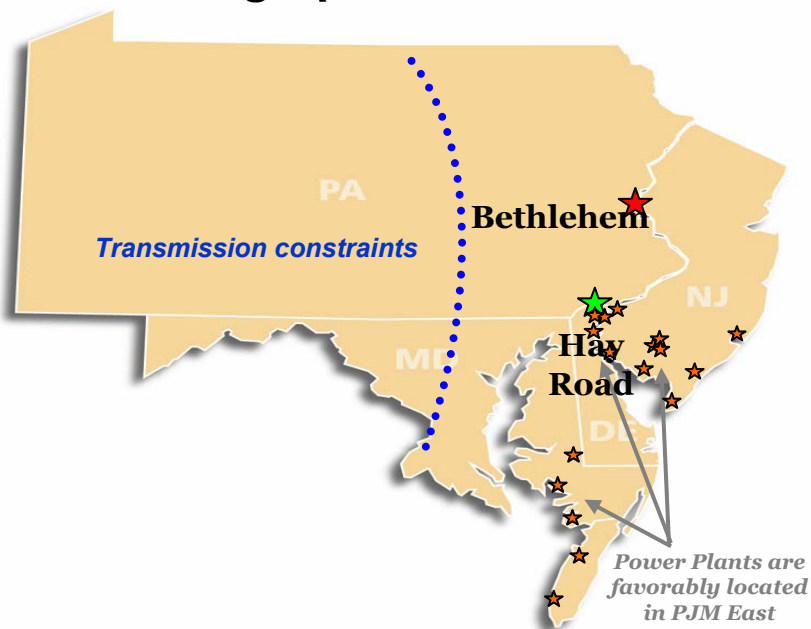 PA
Bethlehem
Transmission constraints
NJ
MD
Hay
Road
DE
Power Plants are
favorably located
in PJM East